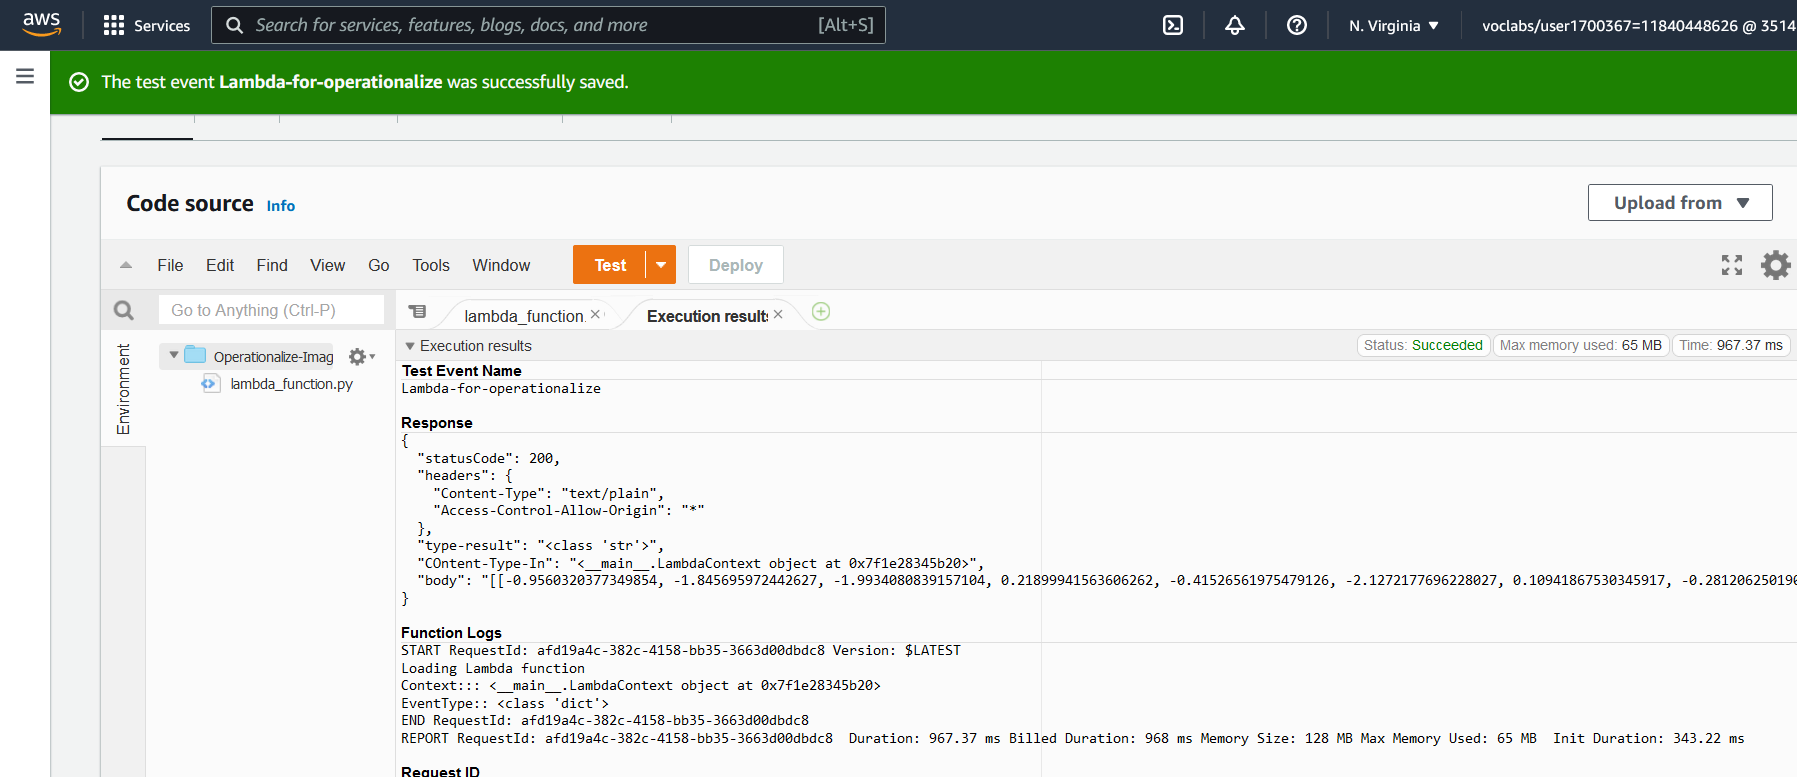 aws Services Search for services, features, blogs, docs, and more [Alt+S] N. Virginia voclabs/user1700367=11840448626 @ 3514
The test event Lambda-for-operationalize was successfully saved.
Code source Info Upload from
File Edit Find View Go Tools Window Test Deploy
Go to Anything (Ctrl-P) lambda_function. Execution results
Execution results Status: Succeeded Max memory used: 65 MB Time: 967.37 ms
Environment
Operationalize-Imag
lambda_function.py
Test Event Name
Lambda-for-operationalize
Response
{
"statusCode": 200,
"headers": {
"Content-Type": "text/plain",
"Access-Control-Allow-Origin": "*"
},
"type-result": "<class 'str'>",
"COntent-Type-In": "<__main__.LambdaContext object at 0x7f1e28345b20>",
"body": "[[-0.9560320377349854, -1.845695972442627, -1.9934080839157104, 0.21899941563606262, -0.41526561975479126, -2.1272177696228027, 0.10941867530345917, -0.281206250190
}
Function Logs
START RequestId: afd19a4c-382c-4158-bb35-3663d00dbdc8 Version: $LATEST
Loading Lambda function
Context::: <__main__.LambdaContext object at 0x7f1e28345b20>
EventType:: <class 'dict'>
END RequestId: afd19a4c-382c-4158-bb35-3663d00dbdc8
REPORT RequestId: afd19a4c-382c-4158-bb35-3663d00dbdc8 Duration: 967.37 ms Billed Duration: 968 ms Memory Size: 128 MB Max Memory Used: 65 MB Init Duration: 343.22 ms
Request ID